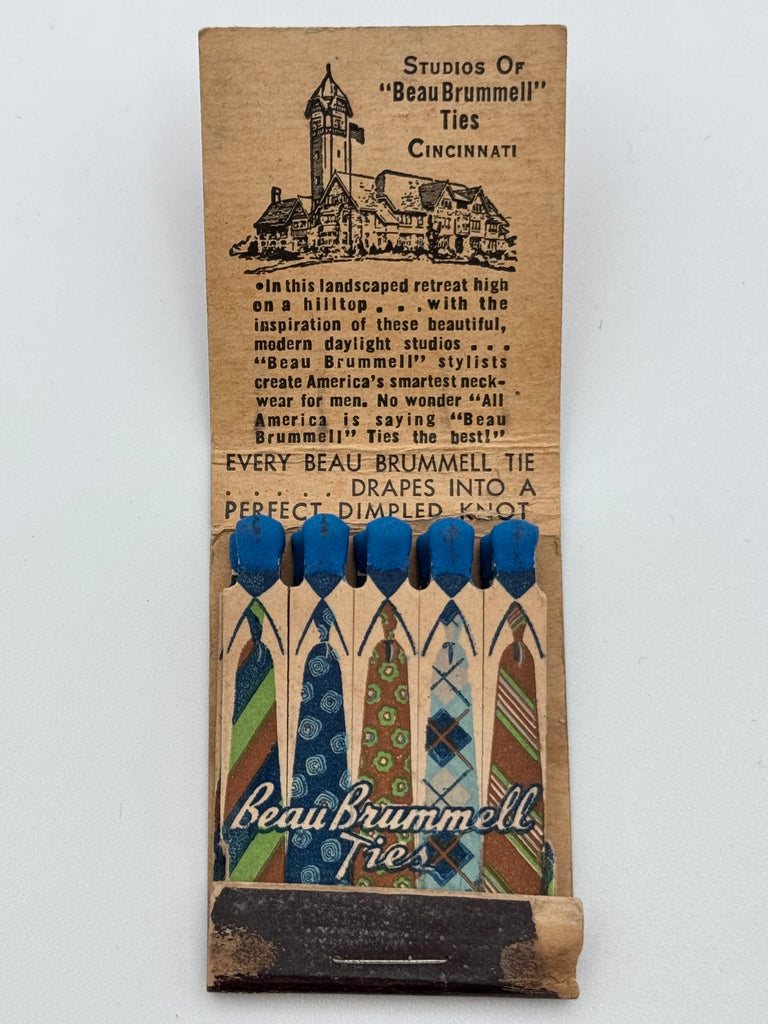 STUDIOS OF
"Beau Brummell"
Ties
CINCINNATI
•In this landscaped retreat high
on a hilltop . . . with the
inspiration of these beautiful,
modern daylight studios . . .
"Beau Brummell" stylists
create America's smartest neck-
wear for men. No wonder "All
America is saying "Beau
Brummell" Ties the best!"
EVERY BEAU BRUMMELL TIE
. . . . . DRAPES INTO A
PERFECT DIMPLED KNOT
Beau Brummell
Ties